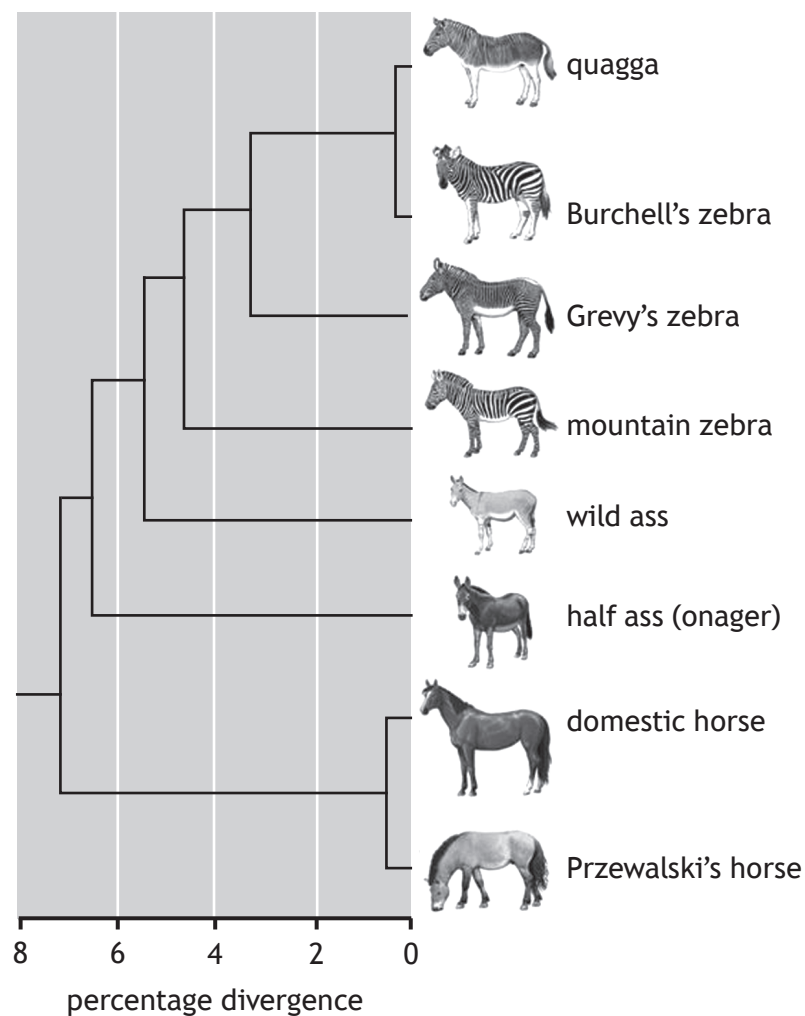 quagga
Burchell’s zebra
Grevy’s zebra
mountain zebra
wild ass
half ass (onager)
domestic horse
Przewalski’s horse
8 6 4 2 0
percentage divergence